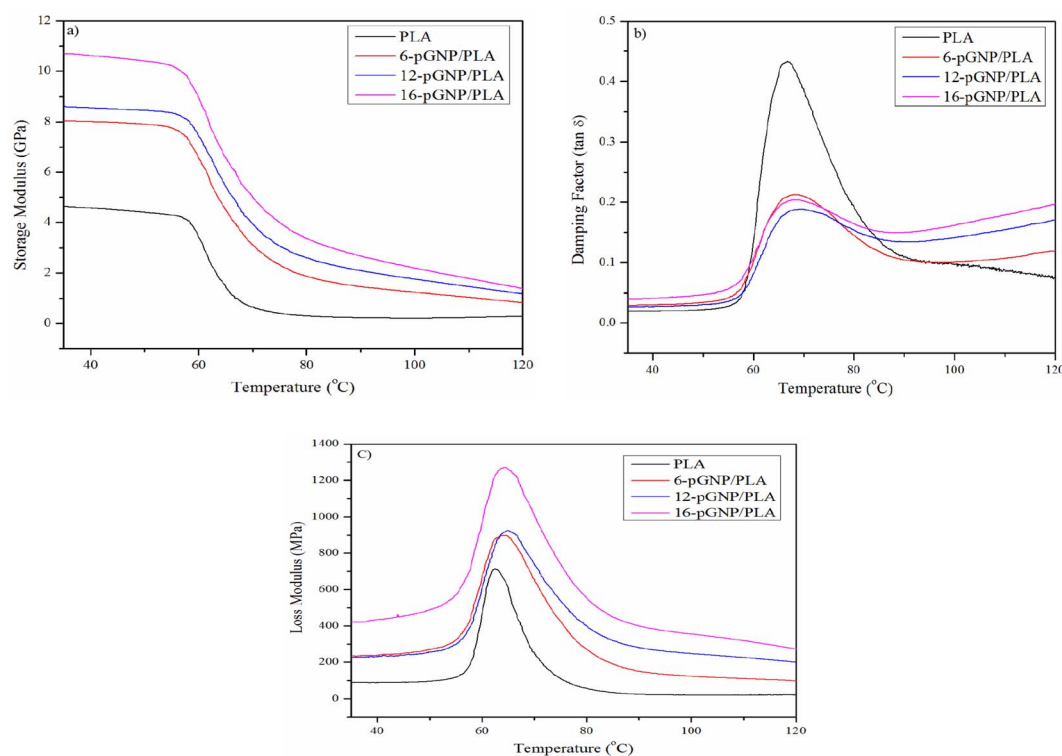 a)
PLA
6-pGNP/PLA
12-pGNP/PLA
16-pGNP/PLA
Storage Modulus (GPa)
12
10
8
6
4
2
0
40
60
80
100
120
Temperature (°C)
b)
PLA
6-pGNP/PLA
12-pGNP/PLA
16-pGNP/PLA
Damping Factor (tan δ)
0.5
0.4
0.3
0.2
0.1
0.0
40
60
80
100
120
Temperature (°C)
C)
PLA
6-pGNP/PLA
12-pGNP/PLA
16-pGNP/PLA
Loss Modulus (MPa)
1400
1200
1000
800
600
400
200
0
40
60
80
100
120
Temperature (°C)